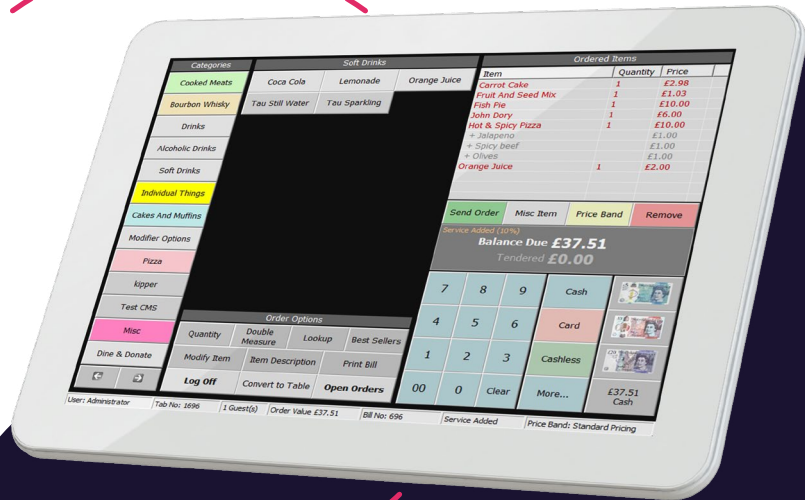 Categories
Cooked Meats
Bourbon Whisky
Drinks
Alcoholic Drinks
Soft Drinks
Individual Things
Cakes And Muffins
Modifier Options
Pizza
kipper
Test CMS
Misc
Dine & Donate
Soft Drinks
Coca Cola Lemonade Orange Juice
Tau Still Water Tau Sparkling
Order Options
Quantity Double Measure Lookup Best Sellers
Modify Item Item Description Print Bill
Log Off Convert to Table Open Orders
Ordered Items
Item Quantity Price
Carrot Cake 1 £2.98
Fruit And Seed Mix 1 £1.03
Fish Pie 1 £10.00
John Dory 1 £6.00
Hot & Spicy Pizza 1 £10.00
+ Jalapeno £1.00
+ Spicy beef £1.00
+ Olives £1.00
Orange Juice 1 £2.00
Send Order Misc Item Price Band Remove
Service Added (10%)
Balance Due £37.51
Tendered £0.00
7 8 9 Cash
4 5 6 Card
1 2 3 Cashless
00 0 Clear More...
£37.51
Cash
User: Administrator Tab No: 1696 1 Guest(s) Order Value £37.51 Bill No: 696 Service Added Price Band: Standard Pricing